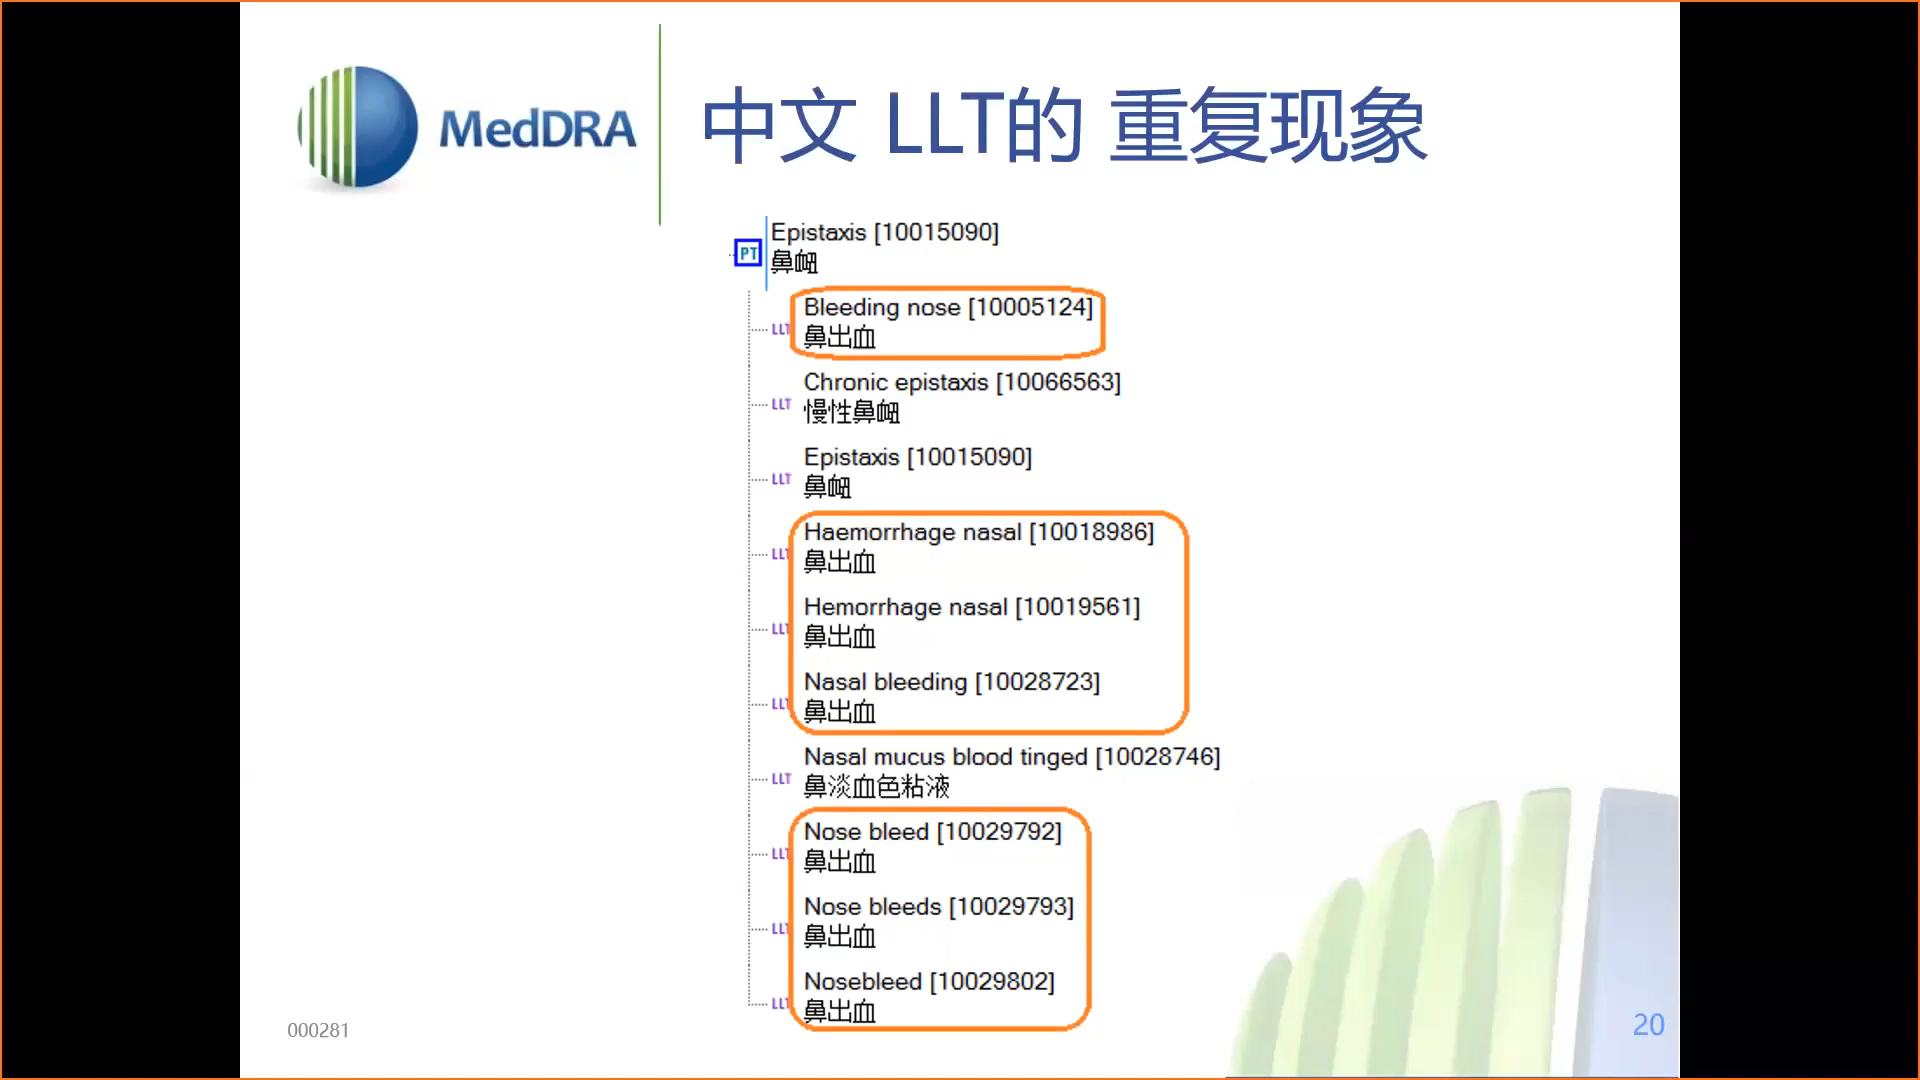 MedDRA
中文 LLT的 重复现象
PT
Epistaxis [10015090]
鼻衄
LLT
Bleeding nose [10005124]
鼻出血
LLT
Chronic epistaxis [10066563]
慢性鼻衄
LLT
Epistaxis [10015090]
鼻衄
LLT
Haemorrhage nasal [10018986]
鼻出血
LLT
Hemorrhage nasal [10019561]
鼻出血
LLT
Nasal bleeding [10028723]
鼻出血
LLT
Nasal mucus blood tinged [10028746]
鼻淡血色粘液
LLT
Nose bleed [10029792]
鼻出血
LLT
Nose bleeds [10029793]
鼻出血
LLT
Nosebleed [10029802]
鼻出血
000281
20